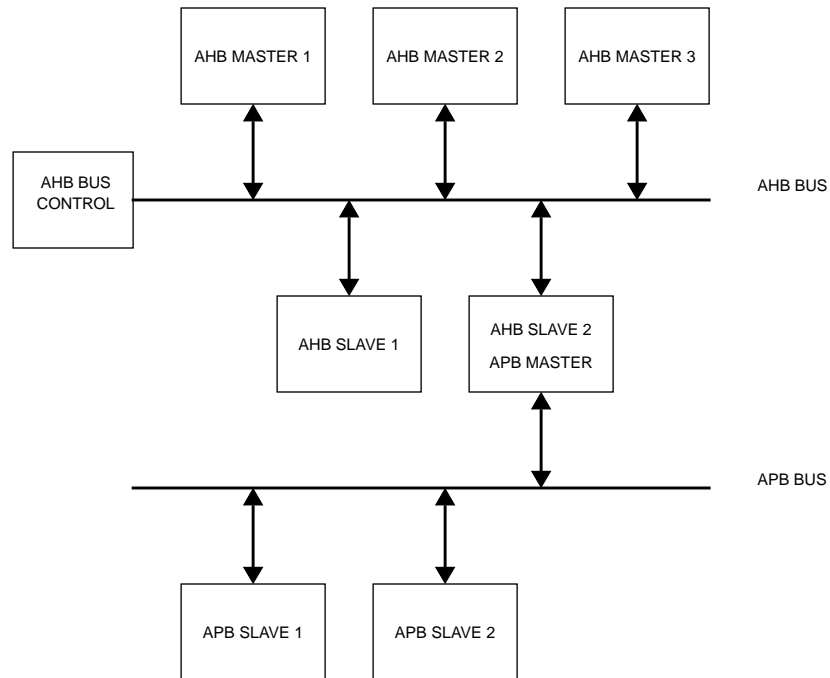 AHB MASTER 1
AHB MASTER 2
AHB MASTER 3
AHB BUS
CONTROL
AHB BUS
AHB SLAVE 1
AHB SLAVE 2
APB MASTER
APB BUS
APB SLAVE 1
APB SLAVE 2